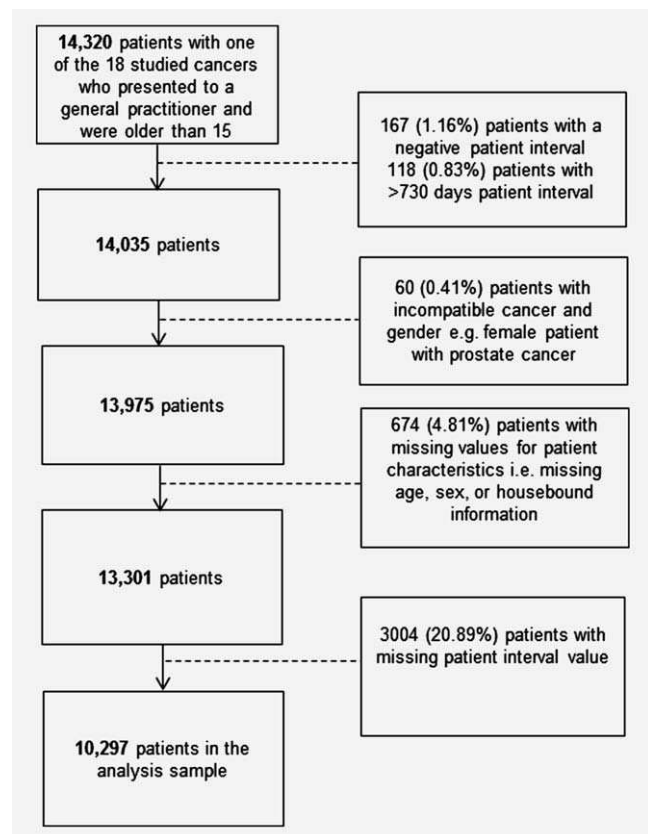 14,320 patients with one
of the 18 studied cancers
who presented to a
general practitioner and
were older than 15
167 (1.16%) patients with a
negative patient interval
118 (0.83%) patients with
>730 days patient interval
14,035 patients
60 (0.41%) patients with
incompatible cancer and
gender e.g. female patient
with prostate cancer
13,975 patients
674 (4.81%) patients with
missing values for patient
characteristics i.e. missing
age, sex, or housebound
information
13,301 patients
3004 (20.89%) patients with
missing patient interval value
10,297 patients in the
analysis sample